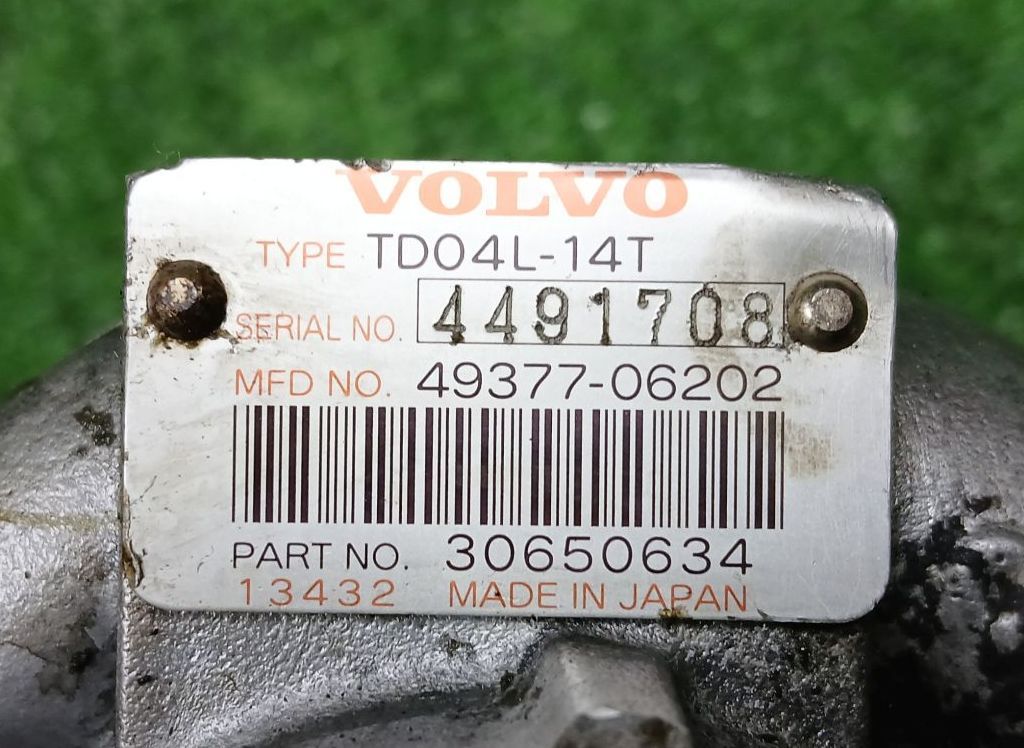 VOLVO
TYPE TD04L-14T
SERIAL NO. 4491708
MFD NO. 49377-06202
PART NO. 30650634
13432 MADE IN JAPAN